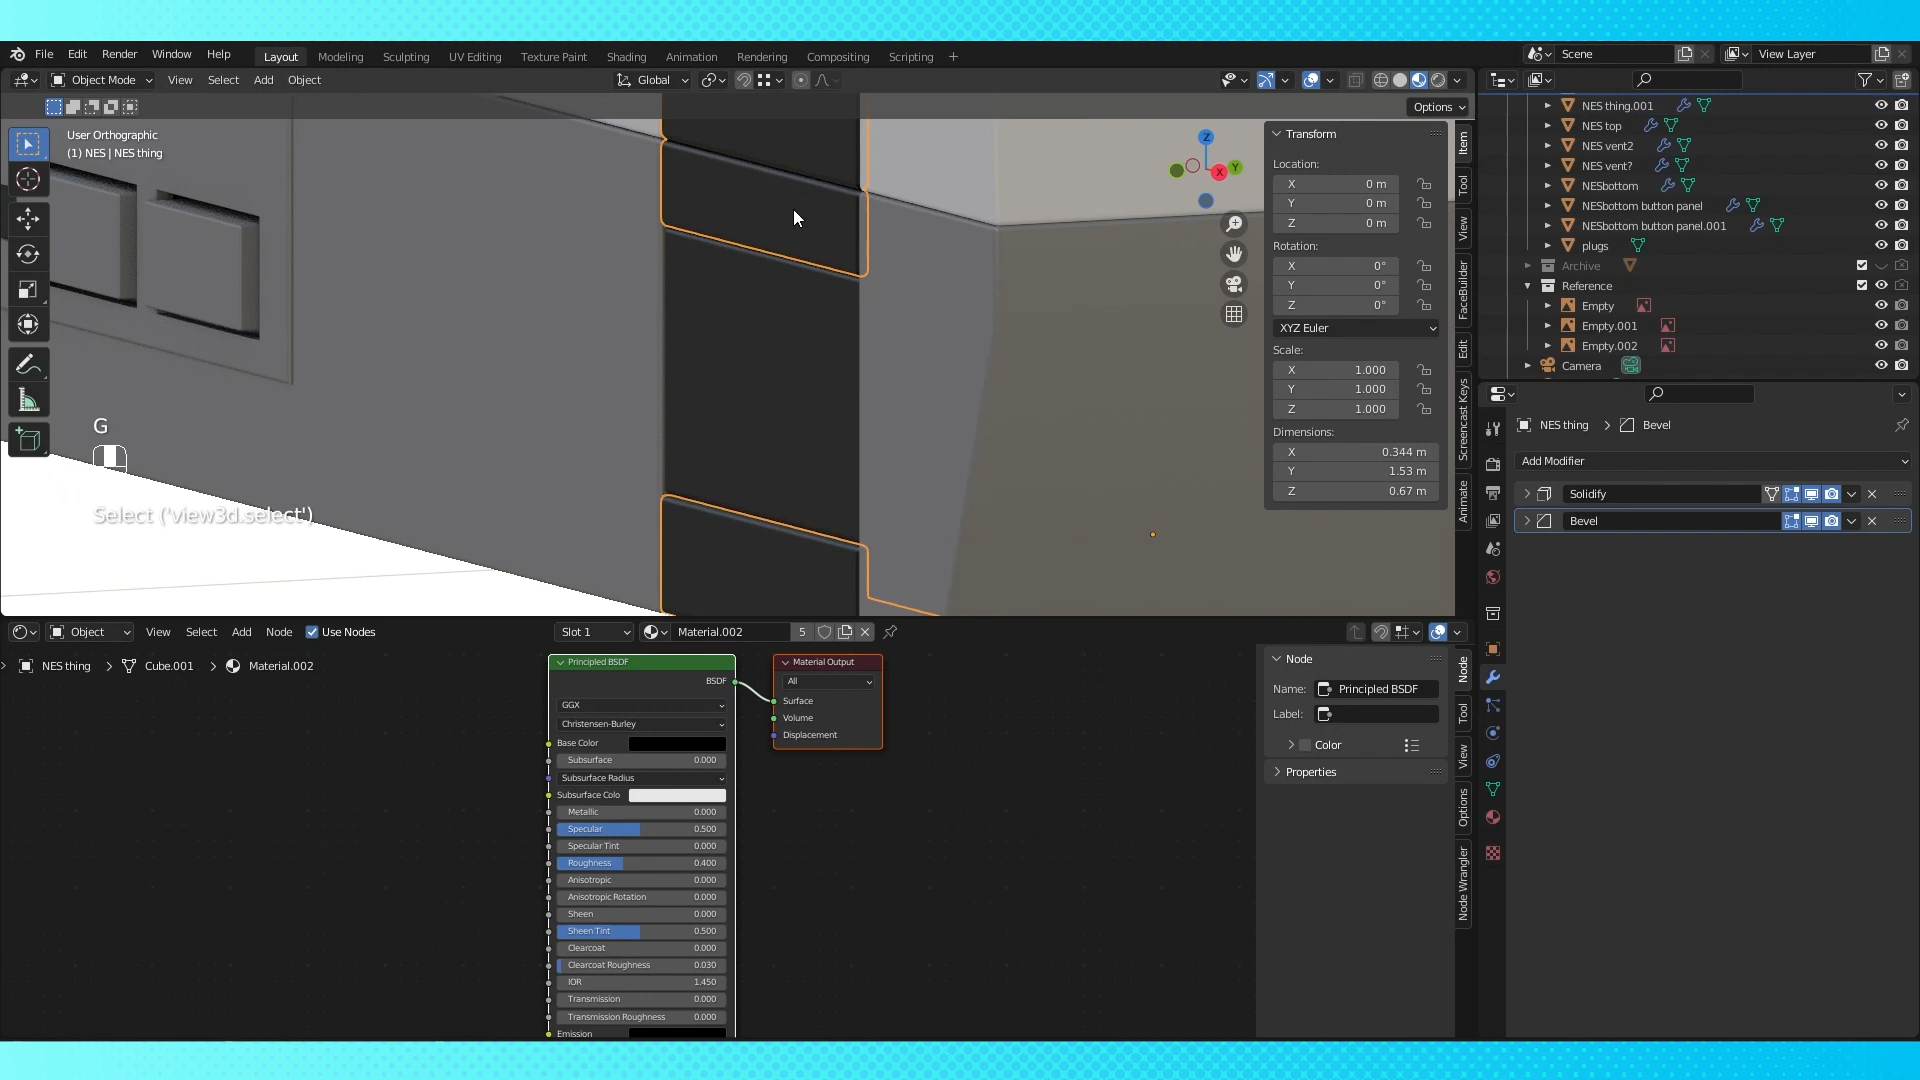 File Edit Render Window Help Layout Modeling Sculpting UV Editing Texture Paint Shading Animation Rendering Compositing Scripting + Scene View Layer
Object Mode View Select Add Object Global
Options
User Orthographic
(1) NES | NES thing
Transform
Location:
X 0 m
Y 0 m
Z 0 m
Rotation:
X 0°
Y 0°
Z 0°
XYZ Euler
Scale:
X 1.000
Y 1.000
Z 1.000
Dimensions:
X 0.344 m
Y 1.53 m
Z 0.67 m
Item
Tool
View
FaceBuilder
Edit
Screencast Keys
Animate
Z
X
Y
G
Select ('view3d.select')
NES thing.001
NES top
NES vent2
NES vent?
NESbottom
NESbottom button panel
NESbottom button panel.001
plugs
Archive
Reference
Empty
Empty.001
Empty.002
Camera
NES thing > Bevel
Add Modifier
Solidify
Bevel
Object View Select Add Node Use Nodes Slot 1 Material.002 5
NES thing > Cube.001 > Material.002
Principled BSDF
BSDF
GGX
Christensen-Burley
Base Color
Subsurface 0.000
Subsurface Radius
Subsurface Colo
Metallic 0.000
Specular 0.500
Specular Tint 0.000
Roughness 0.400
Anisotropic 0.000
Anisotropic Rotation 0.000
Sheen 0.000
Sheen Tint 0.500
Clearcoat 0.000
Clearcoat Roughness 0.030
IOR 1.450
Transmission 0.000
Transmission Roughness 0.000
Emission
Material Output
All
Surface
Volume
Displacement
Node
Name: Principled BSDF
Label:
Color
Properties
Node
Tool
View
Options
Node Wrangler